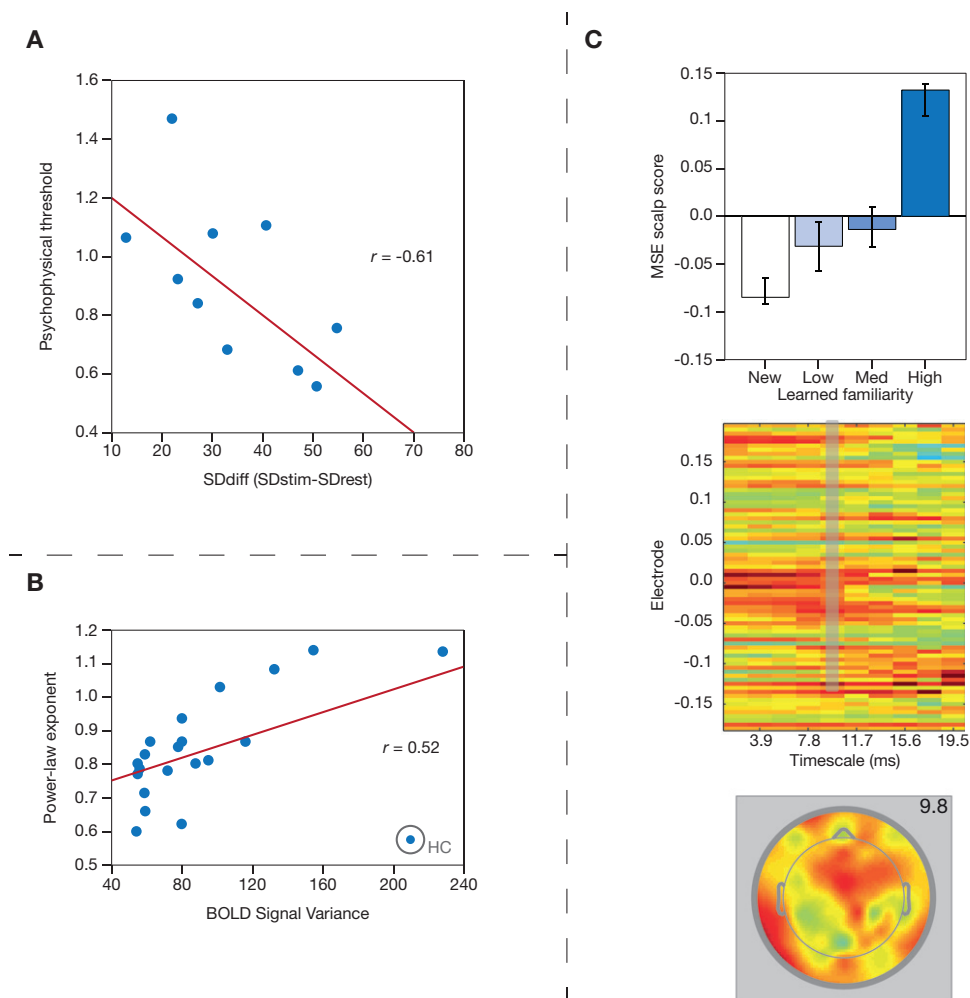 A
1.6
1.4
1.2
1.0
0.8
0.6
0.4
Psychophysical threshold
r = -0.61
10 20 30 40 50 60 70 80
SDdiff (SDstim-SDrest)
B
1.2
1.1
1.0
0.9
0.8
0.7
0.6
0.5
Power-law exponent
r = 0.52
HC
40 80 120 160 200 240
BOLD Signal Variance
C
0.15
0.1
0.05
0.0
-0.05
-0.1
-0.15
MSE scalp score
New Low Med High
Learned familiarity
0.15
0.1
0.05
0.0
-0.05
-0.1
-0.15
Electrode
3.9 7.8 11.7 15.6 19.5
Timescale (ms)
9.8